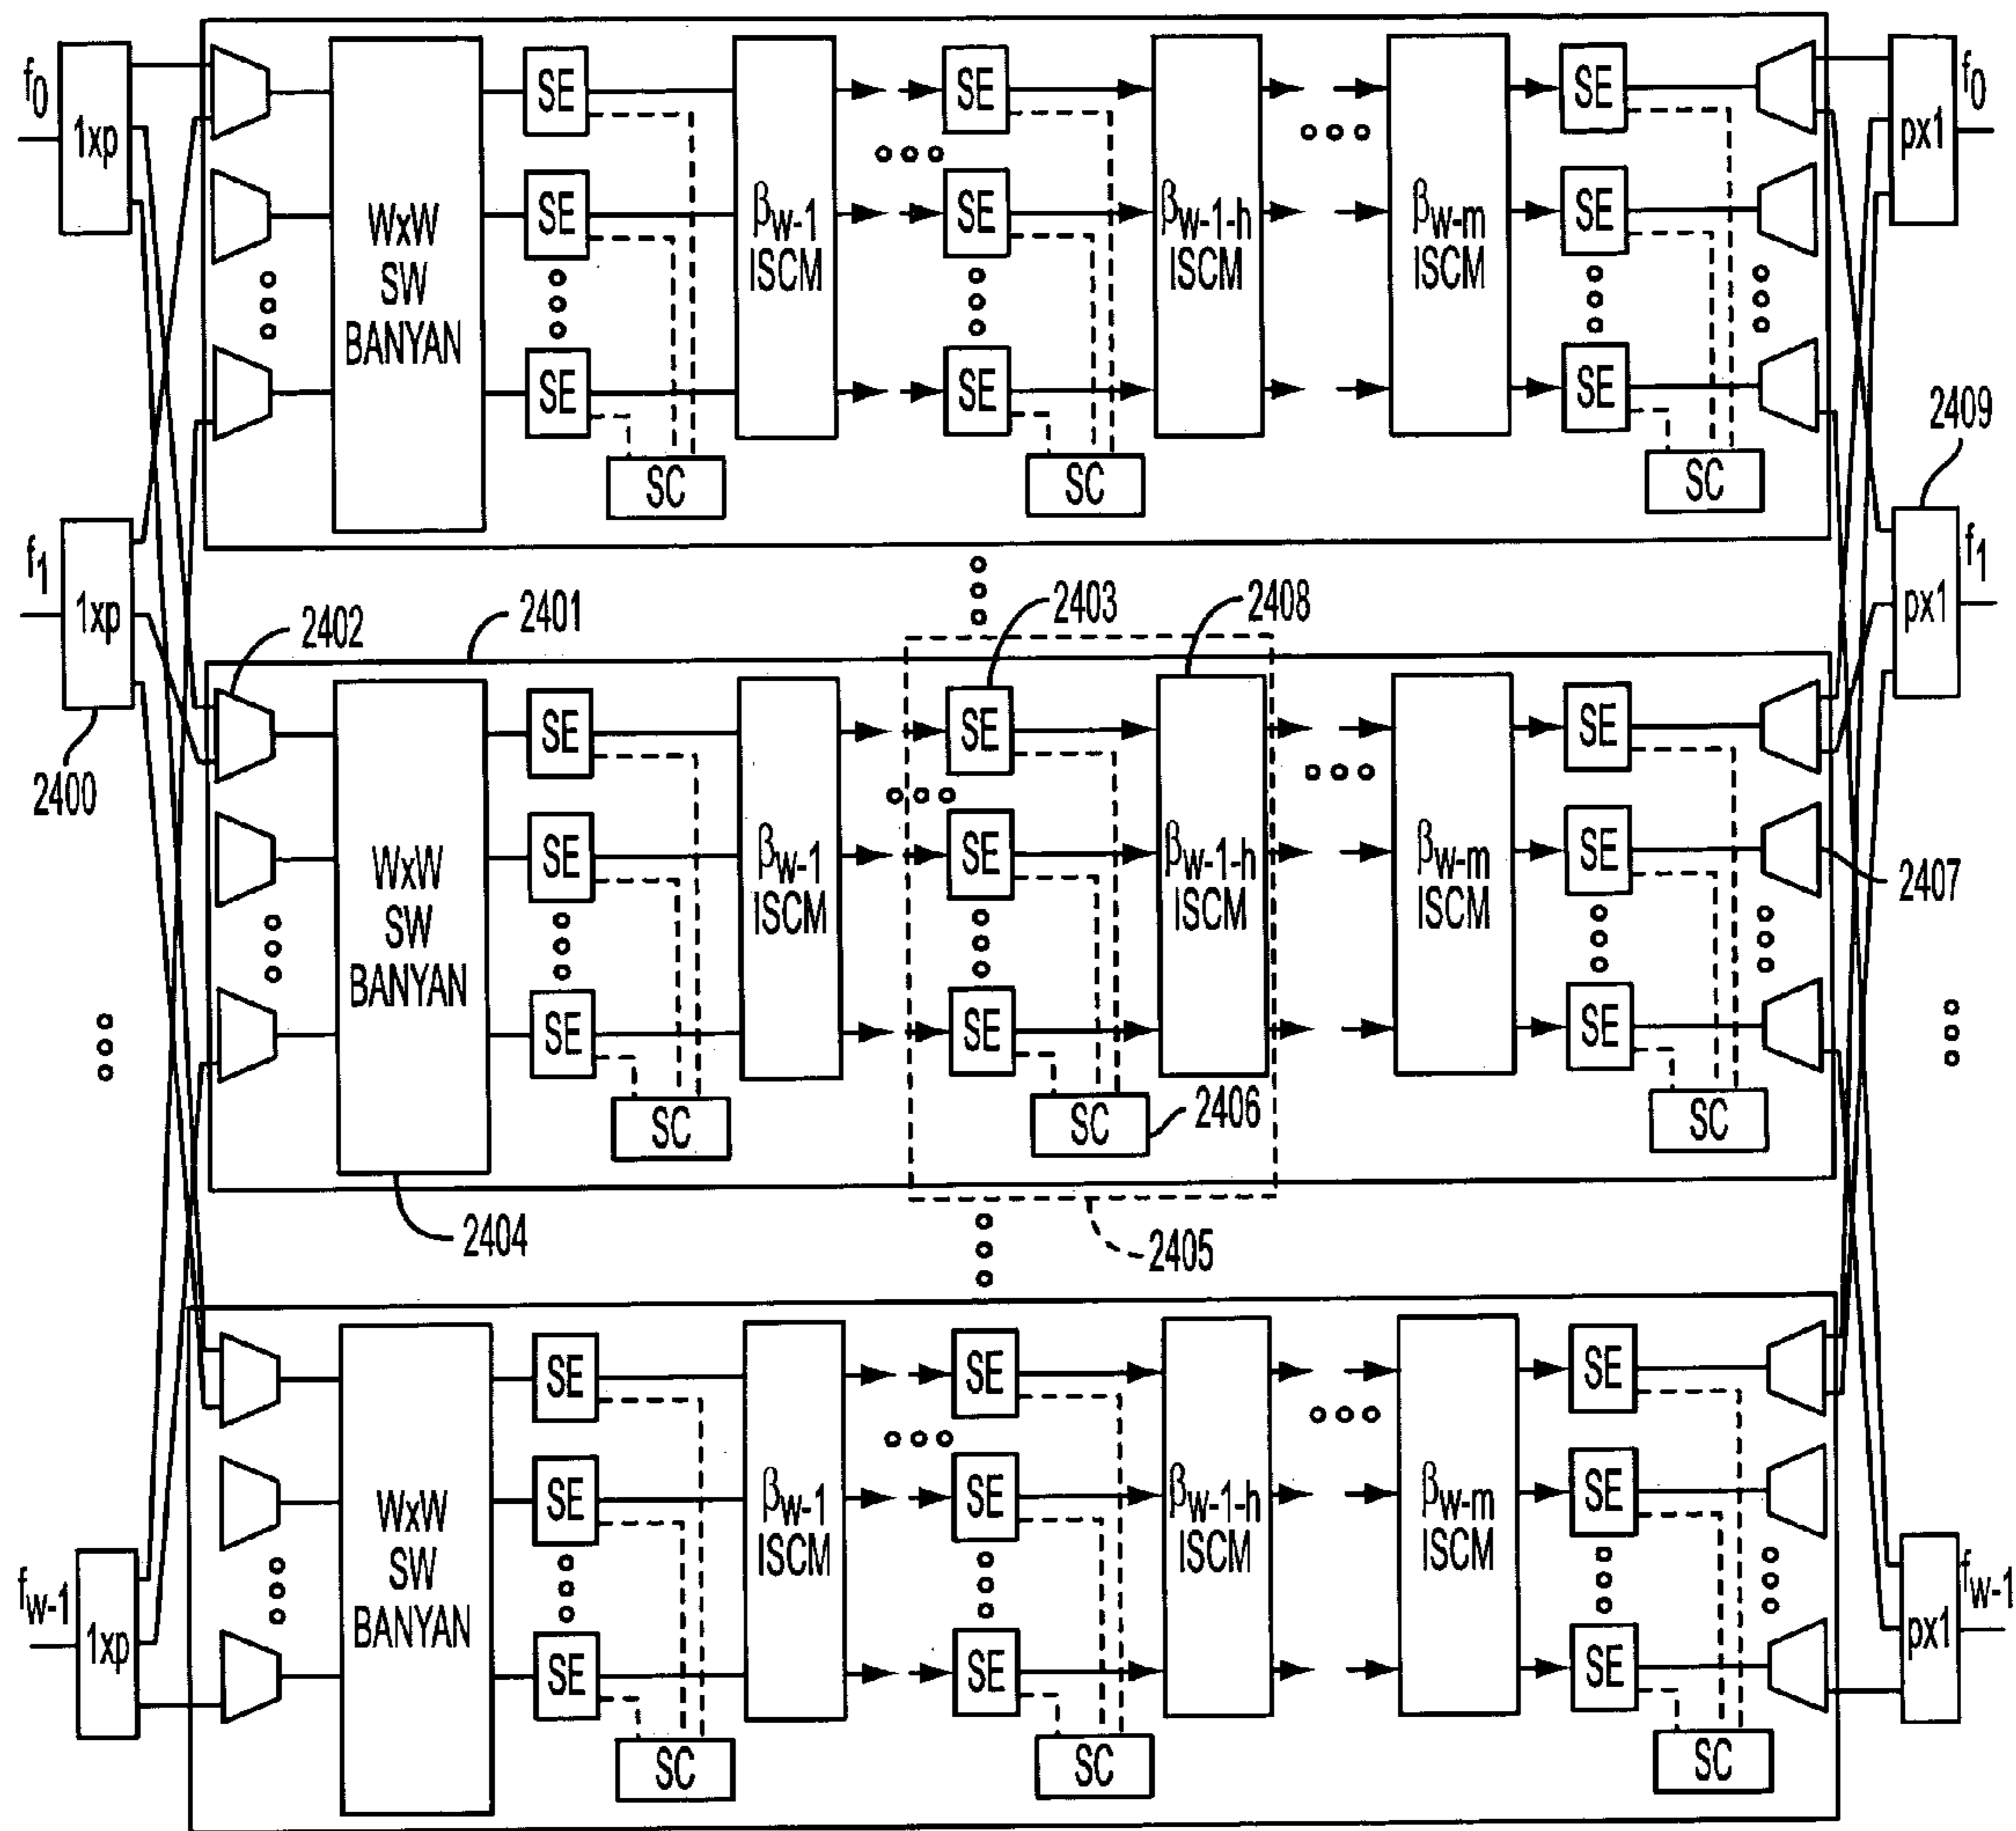 f0
1xp
WxW
SW
BANYAN
SE
SE
SE
SC
βw-1
ISCM
SE
SE
SE
SC
βw-1-h
ISCM
βw-m
ISCM
SE
SE
SE
SC
px1
f0
2409
f1
1xp
2400
2402
2401
2403
2408
WxW
SW
BANYAN
SE
SE
SE
SC
βw-1
ISCM
SE
SE
SE
SC
2406
βw-1-h
ISCM
βw-m
ISCM
SE
SE
SE
SC
2407
px1
f1
2404
2405
fw-1
1xp
WxW
SW
BANYAN
SE
SE
SE
SC
βw-1
ISCM
SE
SE
SE
SC
βw-1-h
ISCM
βw-m
ISCM
SE
SE
SE
SC
px1
fw-1